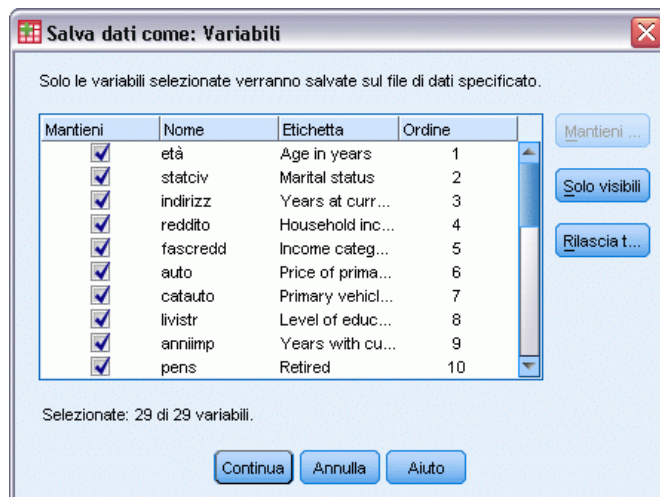 Salva dati come: Variabili
Solo le variabili selezionate verranno salvate sul file di dati specificato.
Mantieni Nome Etichetta Ordine
età Age in years 1
statciv Marital status 2
indirizz Years at curr... 3
reddito Household inc... 4
fascredd Income categ... 5
auto Price of prima... 6
catauto Primary vehicl... 7
livistr Level of educ... 8
anniimp Years with cu... 9
pens Retired 10
Mantieni ...
Solo visibili
Rilascia t...
Selezionate: 29 di 29 variabili.
Continua Annulla Aiuto